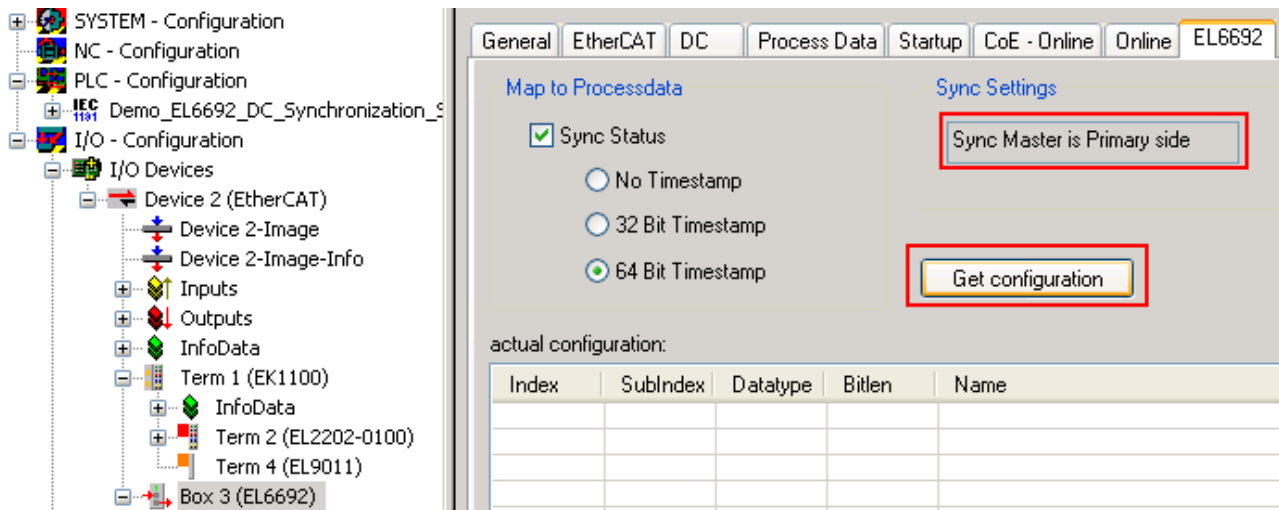 SYSTEM - Configuration
NC - Configuration
PLC - Configuration
IEC 1131 Demo_EL6692_DC_Synchronization_S
I/O - Configuration
I/O Devices
Device 2 (EtherCAT)
Device 2-Image
Device 2-Image-Info
Inputs
Outputs
InfoData
Term 1 (EK1100)
InfoData
Term 2 (EL2202-0100)
Term 4 (EL9011)
Box 3 (EL6692)
General EtherCAT DC Process Data Startup CoE - Online Online EL6692
Map to Processdata
Sync Status
No Timestamp
32 Bit Timestamp
64 Bit Timestamp
Sync Settings
Sync Master is Primary side
Get configuration
actual configuration:
Index SubIndex Datatype Bitlen Name